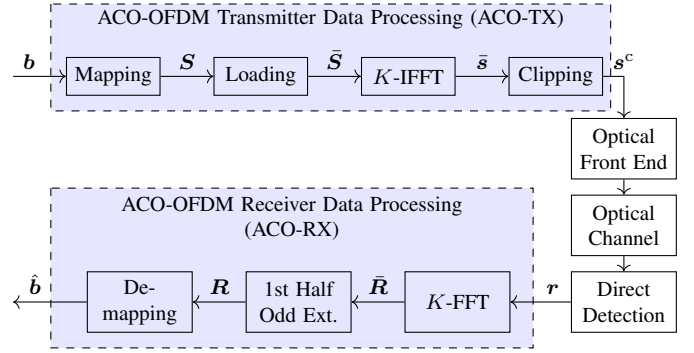 ACO-OFDM Transmitter Data Processing (ACO-TX)
b Mapping S Loading S̄ K-IFFT s̄ Clipping sᶜ
Optical
Front End
Optical
Channel
Direct
Detection
ACO-OFDM Receiver Data Processing
(ACO-RX)
b̂ De-
mapping R 1st Half
Odd Ext. R̄ K-FFT r